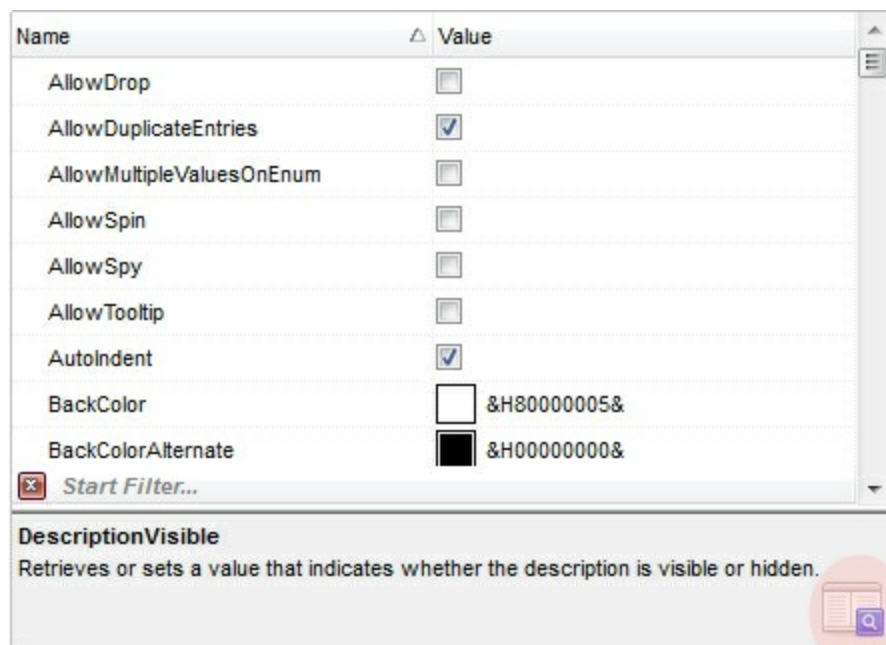 Name Value
AllowDrop
AllowDuplicateEntries
AllowMultipleValuesOnEnum
AllowSpin
AllowSpy
AllowTooltip
AutoIndent
BackColor &H80000005&
BackColorAlternate &H00000000&
Start Filter...
DescriptionVisible
Retrieves or sets a value that indicates whether the description is visible or hidden.